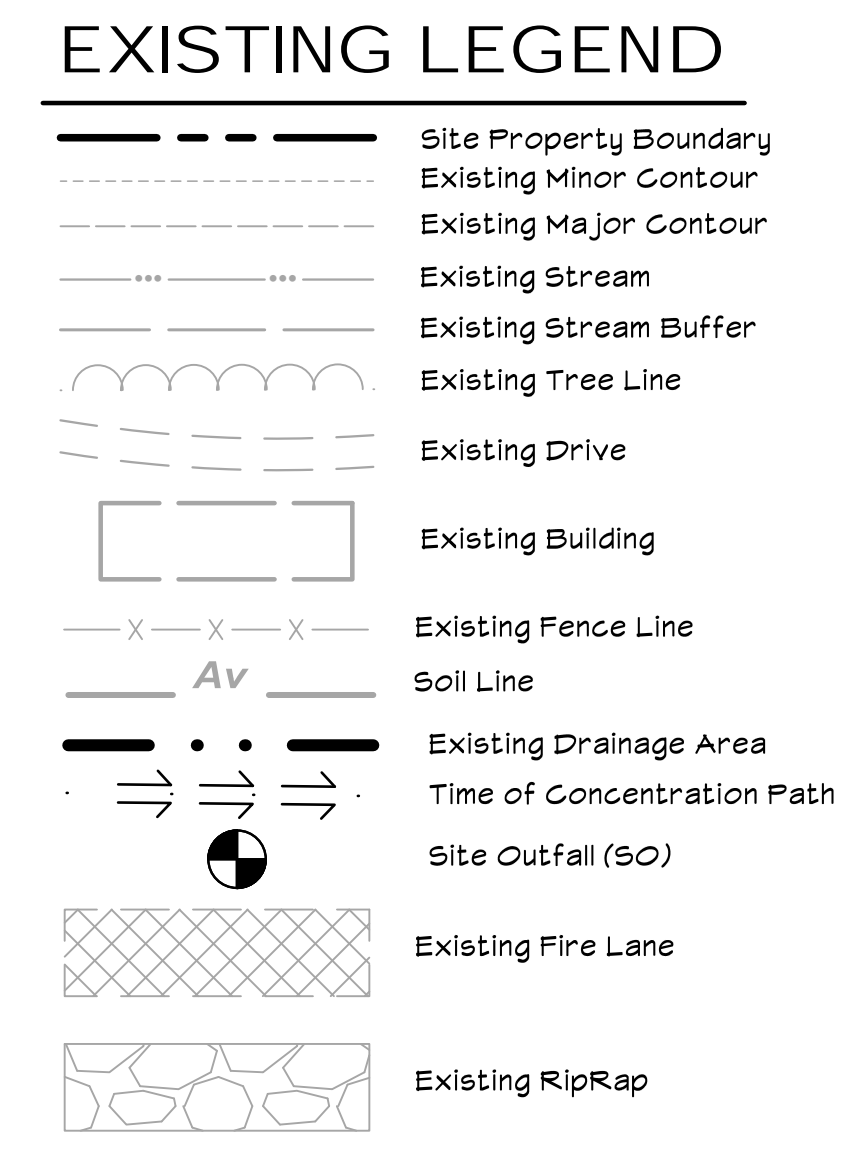 EXISTING LEGEND
Site Property Boundary
Existing Minor Contour
Existing Major Contour
Existing Stream
Existing Stream Buffer
Existing Tree Line
Existing Drive
Existing Building
Existing Fence Line
Av Soil Line
Existing Drainage Area
Time of Concentration Path
Site Outfall (SO)
Existing Fire Lane
Existing RipRap